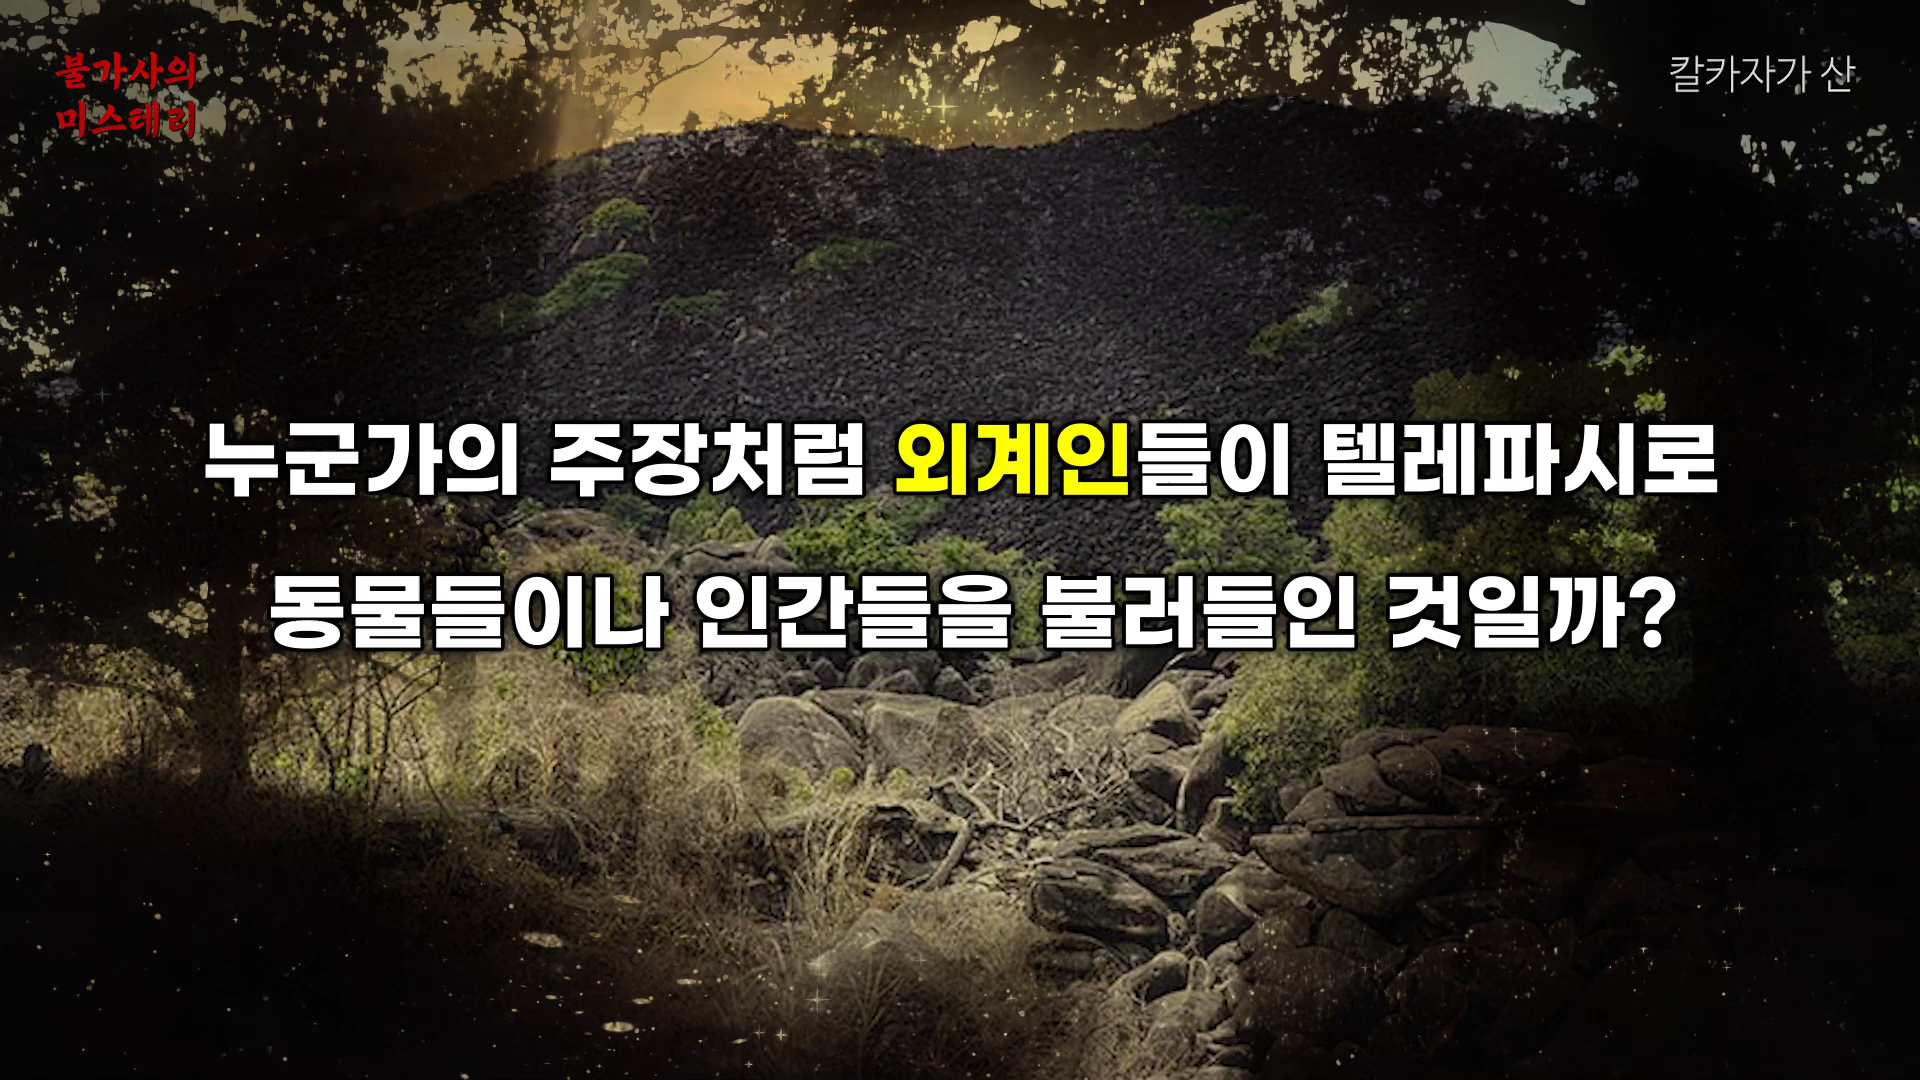 불가사의
미스테리
칼카자가 산
누군가의 주장처럼 외계인들이 텔레파시로
동물들이나 인간들을 불러들인 것일까?